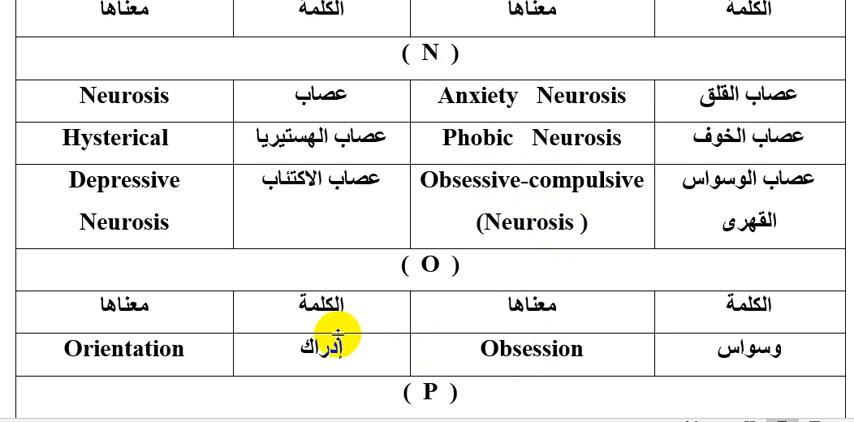 معناها الكلمة معناها الكلمة
( N )
Neurosis عصاب Anxiety Neurosis عصاب القلق
Hysterical عصاب الهستيريا Phobic Neurosis عصاب الخوف
Depressive عصاب الاكتئاب Obsessive-compulsive عصاب الوسواس
Neurosis (Neurosis ) القهرى
( O )
معناها الكلمة معناها الكلمة
Orientation إدراك Obsession وسواس
( P )